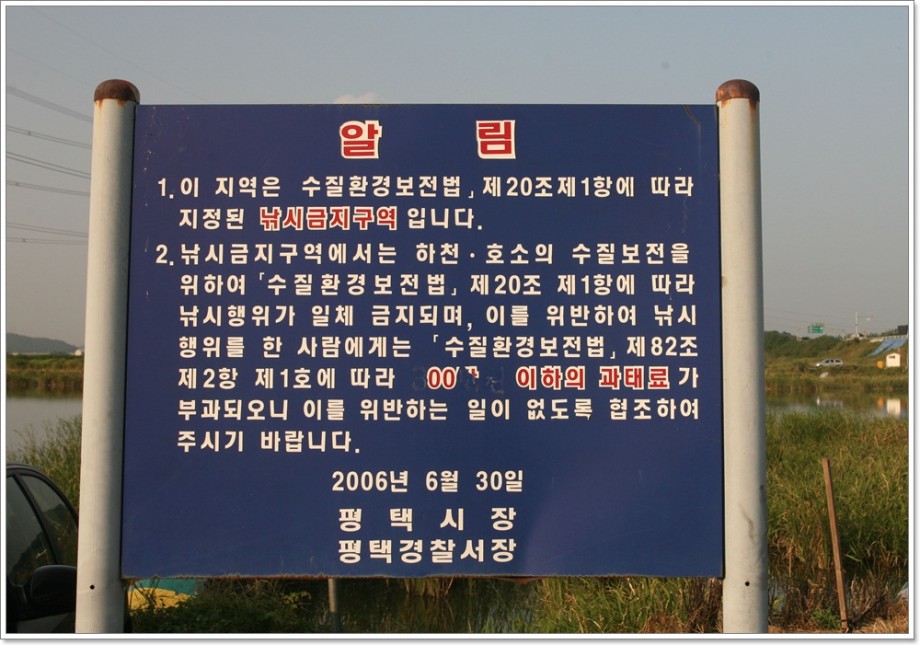 알 림
1. 이 지역은 수질환경보전법」제20조제1항에 따라
지정된 낚시금지구역 입니다.
2. 낚시금지구역에서는 하천·호소의 수질보전을
위하여「수질환경보전법」제20조 제1항에 따라
낚시행위가 일체 금지되며, 이를 위반하여 낚시
행위를 한 사람에게는 「수질환경보전법」제82조
제2항 제1호에 따라 이하의 과태료가
부과되오니 이를 위반하는 일이 없도록 협조하여
주시기 바랍니다.
2006년 6월 30일
평 택 시 장
평택경찰서장